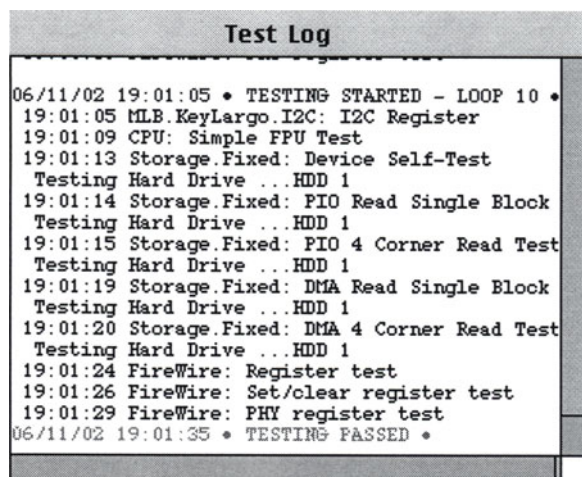 Test Log
06/11/02 19:01:05 • TESTING STARTED - LOOP 10 •
19:01:05 MLB.KeyLargo.I2C: I2C Register
19:01:09 CPU: Simple FPU Test
19:01:13 Storage.Fixed: Device Self-Test
Testing Hard Drive ...HDD 1
19:01:14 Storage.Fixed: PIO Read Single Block
Testing Hard Drive ...HDD 1
19:01:15 Storage.Fixed: PIO 4 Corner Read Test
Testing Hard Drive ...HDD 1
19:01:19 Storage.Fixed: DMA Read Single Block
Testing Hard Drive ...HDD 1
19:01:20 Storage.Fixed: DMA 4 Corner Read Test
Testing Hard Drive ...HDD 1
19:01:24 FireWire: Register test
19:01:26 FireWire: Set/clear register test
19:01:29 FireWire: PHY register test
06/11/02 19:01:35 • TESTING PASSED •